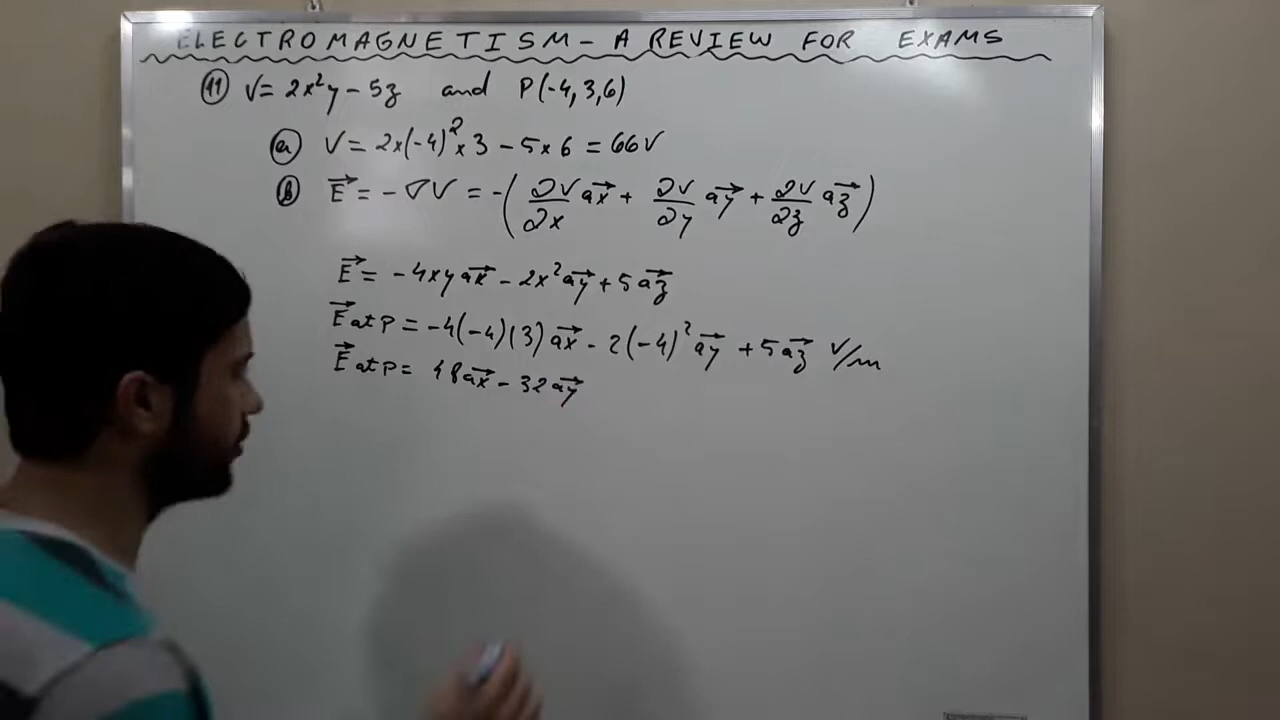 ELECTROMAGNETISM - A REVIEW FOR EXAMS
11 V = 2x²y - 5z and P(-4, 3, 6)
a V = 2×(-4)² × 3 - 5 × 6 = 66V
b E⃗ = -∇V = -(∂V/∂x ax⃗ + ∂V/∂y ay⃗ + ∂V/∂z az⃗)
E⃗ = -4xy ax⃗ - 2x² ay⃗ + 5 az⃗
E⃗ at P = -4(-4)(3) ax⃗ - 2(-4)² ay⃗ + 5 az⃗ V/m
E⃗ at P = 48 ax⃗ - 32 ay⃗